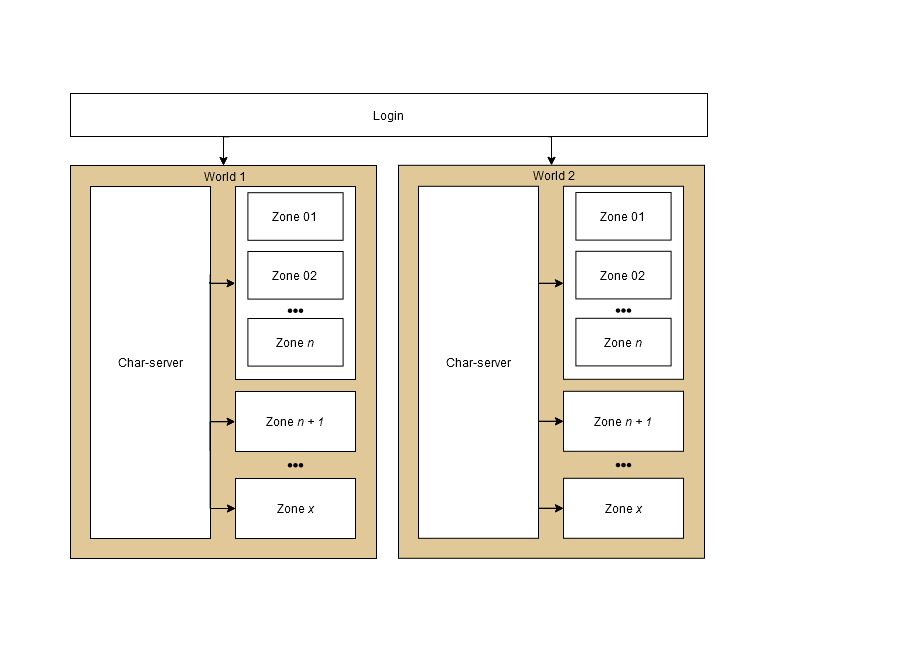 Login
World 1
Char-server
Zone 01
Zone 02
•••
Zone n
Zone n + 1
•••
Zone x
World 2
Char-server
Zone 01
Zone 02
•••
Zone n
Zone n + 1
•••
Zone x